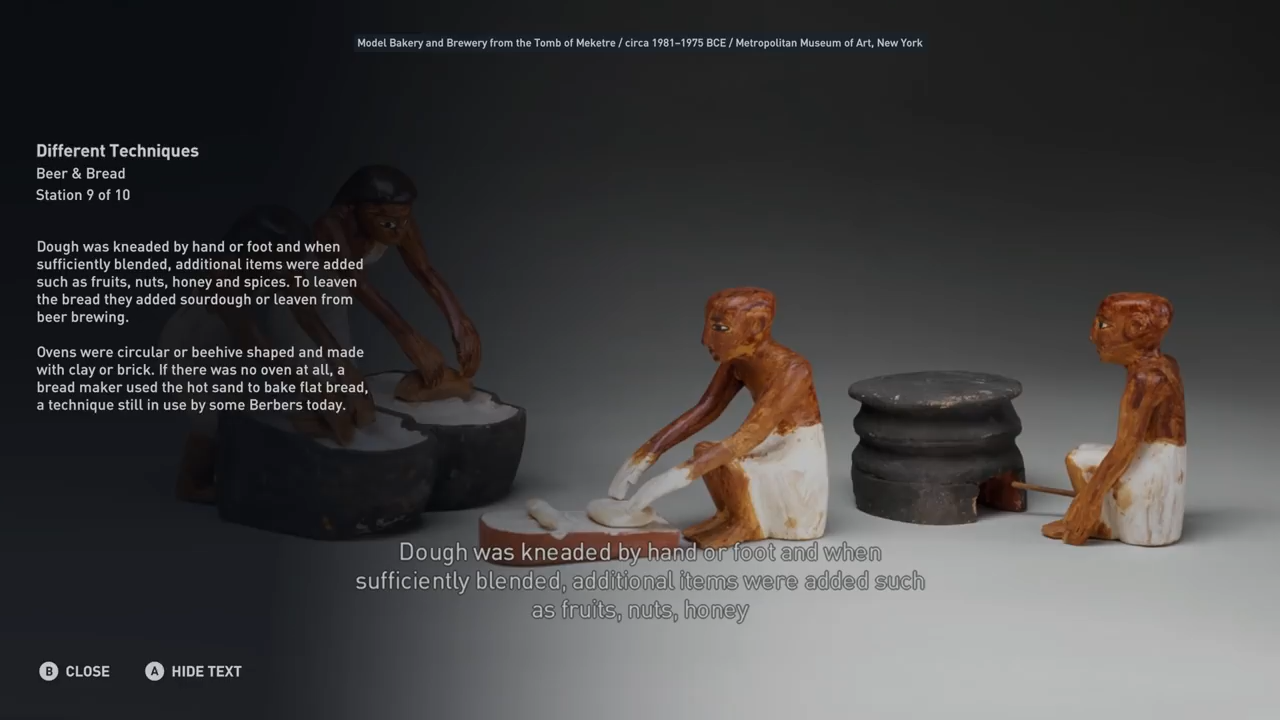 Model Bakery and Brewery from the Tomb of Meketre / circa 1981–1975 BCE / Metropolitan Museum of Art, New York
Different Techniques
Beer & Bread
Station 9 of 10
Dough was kneaded by hand or foot and when
sufficiently blended, additional items were added
such as fruits, nuts, honey and spices. To leaven
the bread they added sourdough or leaven from
beer brewing.
Ovens were circular or beehive shaped and made
with clay or brick. If there was no oven at all, a
bread maker used the hot sand to bake flat bread,
a technique still in use by some Berbers today.
Dough was kneaded by hand or foot and when
sufficiently blended, additional items were added such
as fruits, nuts, honey
B CLOSE A HIDE TEXT